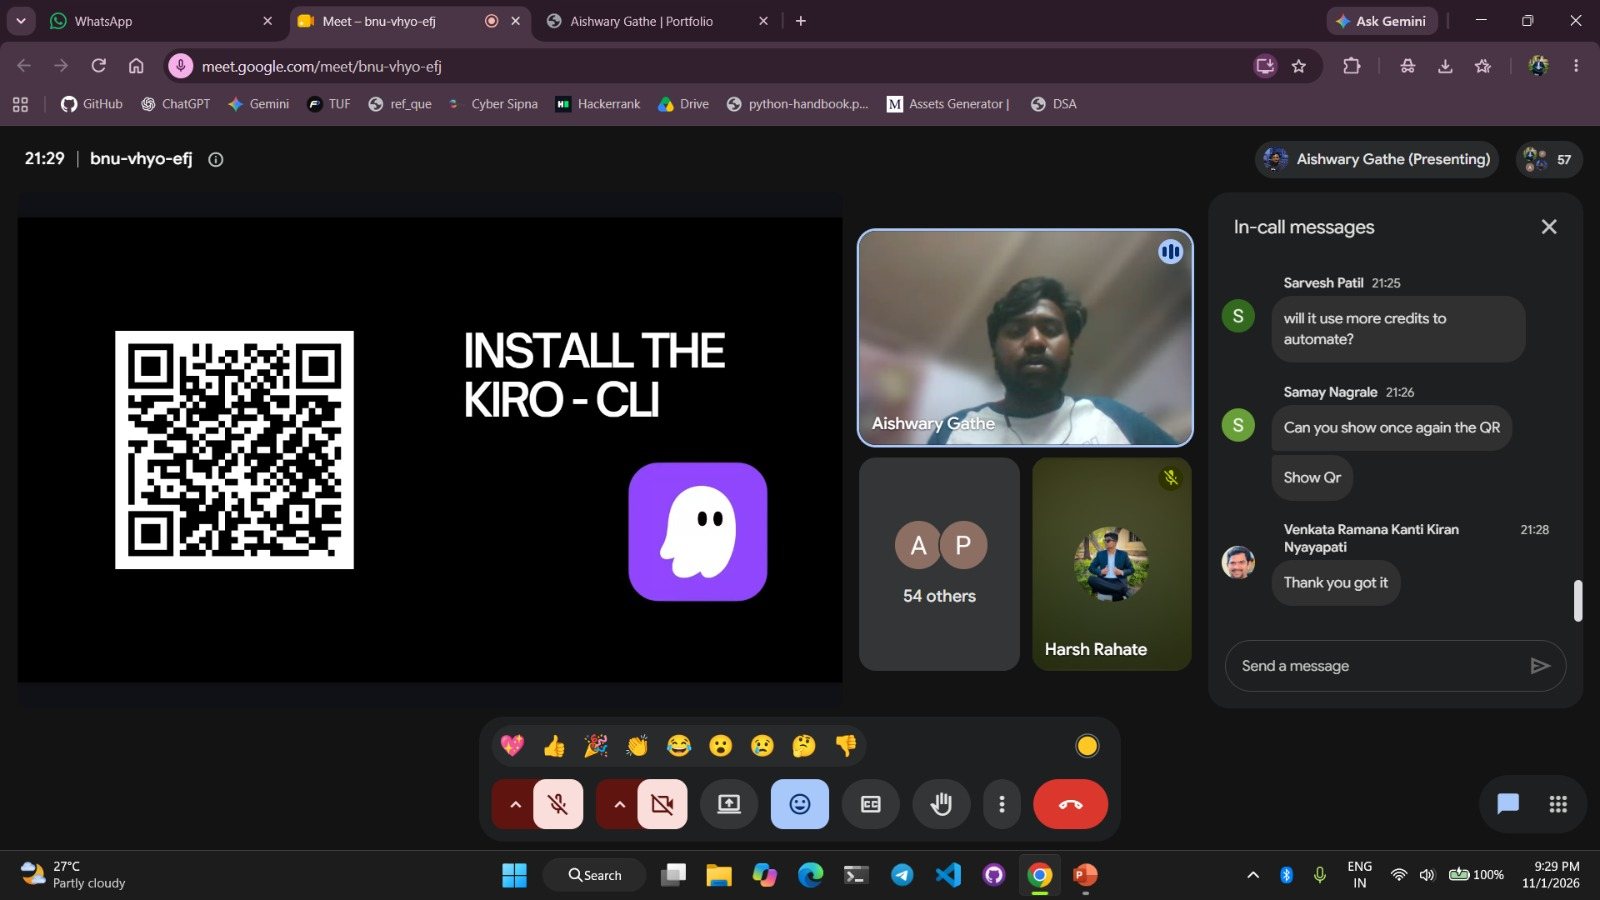 WhatsApp
Meet – bnu-vhyo-efj
Aishwary Gathe | Portfolio
Ask Gemini
meet.google.com/meet/bnu-vhyo-efj
GitHub
ChatGPT
Gemini
TUF
ref_que
Cyber Sipna
Hackerrank
Drive
python-handbook.p...
M
Assets Generator |
DSA
21:29 | bnu-vhyo-efj
Aishwary Gathe (Presenting)
57
INSTALL THE
KIRO - CLI
Aishwary Gathe
A
P
54 others
Harsh Rahate
In-call messages
Sarvesh Patil 21:25
S
will it use more credits to
automate?
Samay Nagrale 21:26
S
Can you show once again the QR
Show Qr
Venkata Ramana Kanti Kiran 21:28
Nyayapati
Thank you got it
Send a message
27°C
Partly cloudy
Search
ENG
IN
100%
9:29 PM
11/1/2026